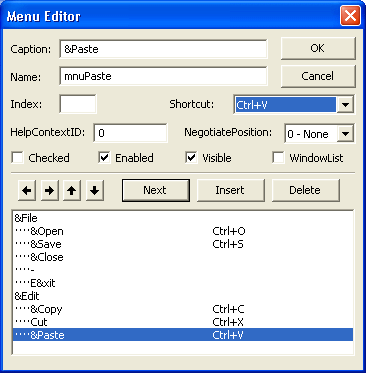 Menu Editor
Caption: &Paste OK
Name: mnuPaste Cancel
Index: Shortcut: Ctrl+V
HelpContextID: 0 NegotiatePosition: 0 - None
Checked Enabled Visible WindowList
Next Insert Delete
&File
····&Open Ctrl+O
····&Save Ctrl+S
····&Close
····-
····E&xit
&Edit
····&Copy Ctrl+C
····Cut Ctrl+X
····&Paste Ctrl+V